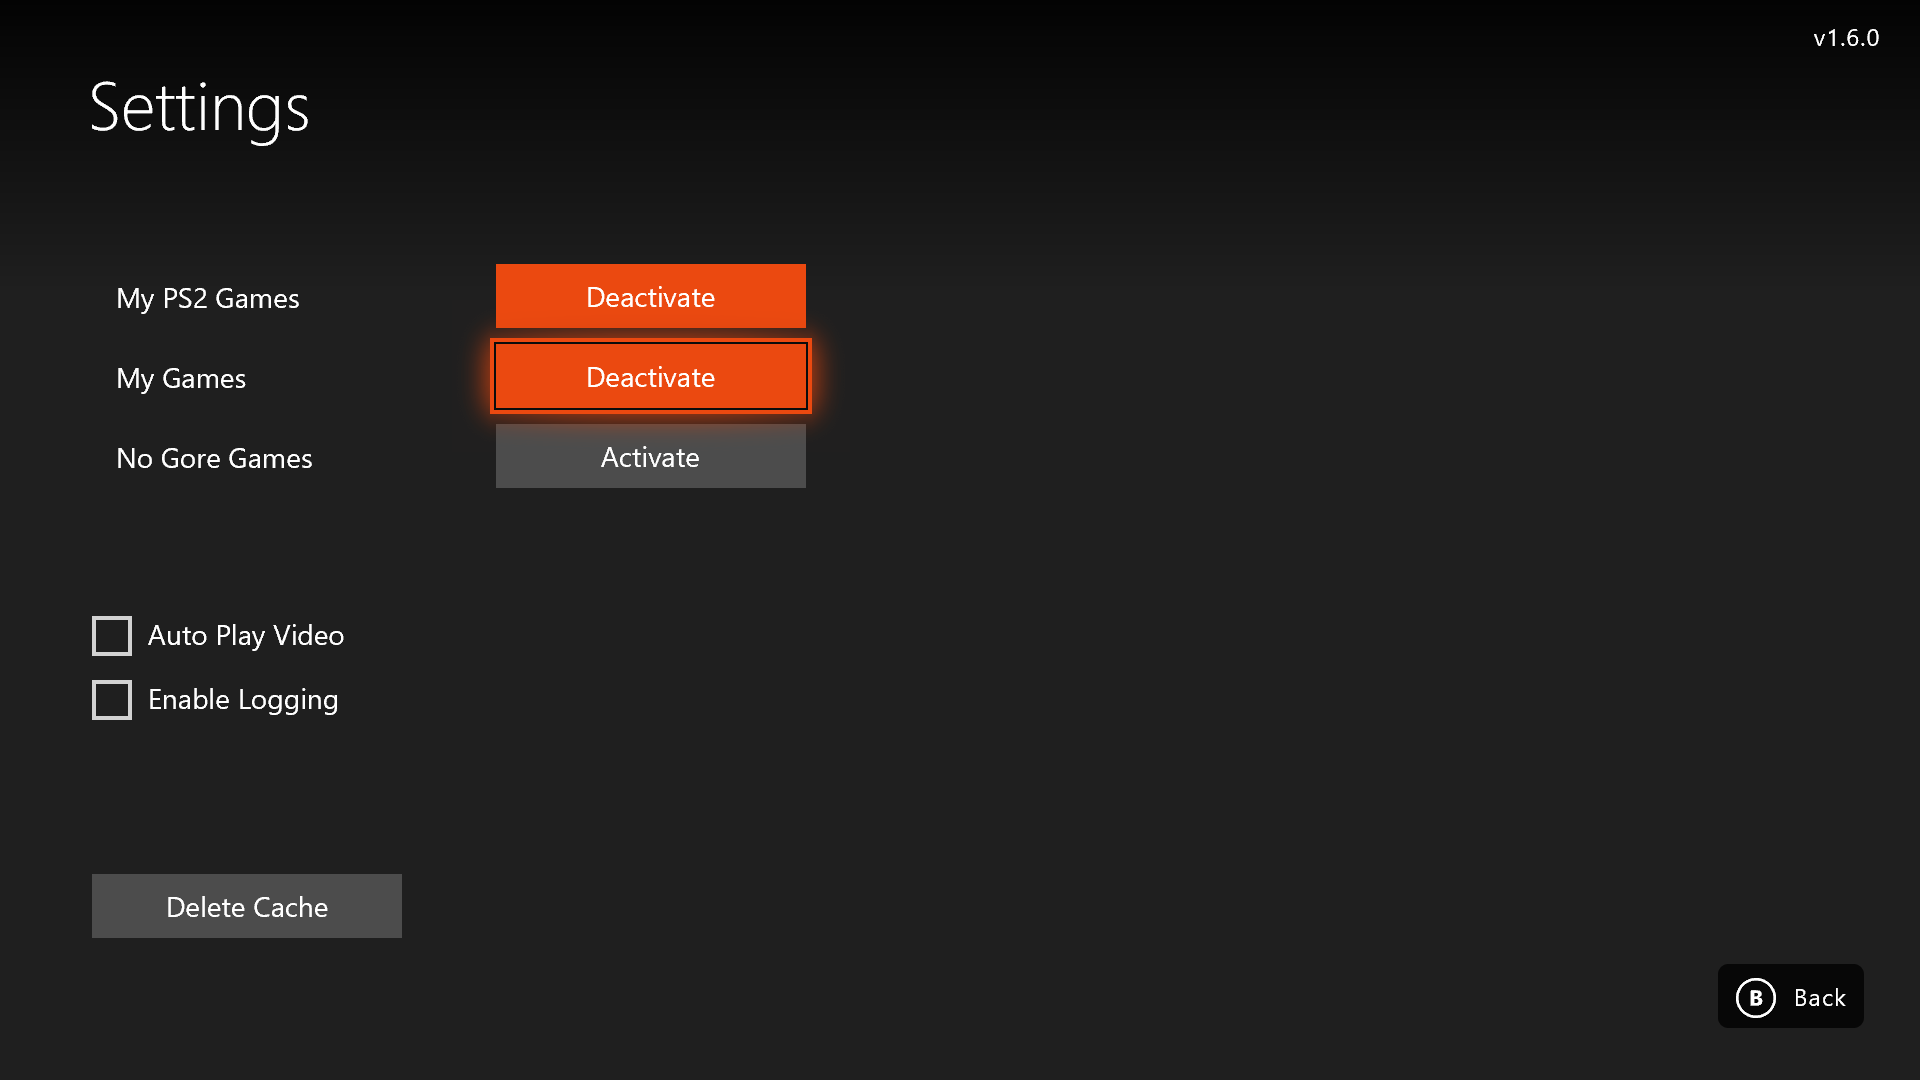 v1.6.0
Settings
My PS2 Games Deactivate
My Games Deactivate
No Gore Games Activate
Auto Play Video
Enable Logging
Delete Cache
B Back